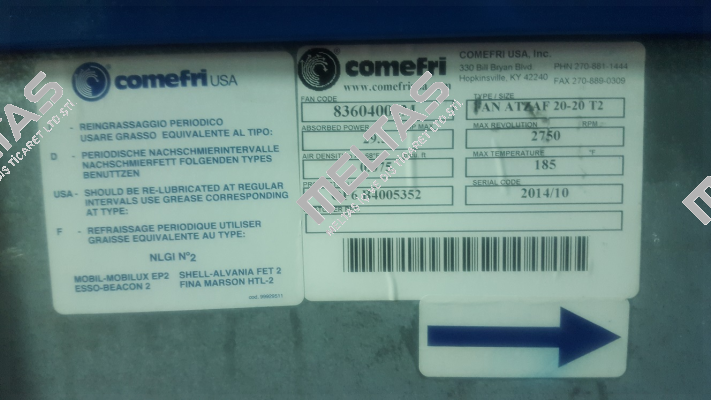 comefri USA
I - REINGRASSAGGIO PERIODICO
USARE GRASSO EQUIVALENTE AL TIPO:
D - PERIODISCHE NACHSCHMIERINTERVALLE
NACHSCHMIERFETT FOLGENDEN TYPES
BENUTTZEN
USA - SHOULD BE RE-LUBRICATED AT REGULAR
INTERVALS USE GREASE CORRESPONDING
AT TYPE:
F - REFRAISSAGE PERIODIQUE UTILISER
GRAISSE EQUIVALENTE AU TYPE:
NLGI N°2
MOBIL-MOBILUX EP2 SHELL-ALVANIA FET 2
ESSO-BEACON 2 FINA MARSON HTL-2
comefri
COMEFRI USA, Inc.
330 Bill Bryan Blvd. PHN 270-881-1444
Hopkinsville, KY 42240 FAX 270-889-0309
FAN CODE TYPE / SIZE
FAN ATZAF 20-20 T2
ABSORBED POWER MAX REVOLUTION RPM
2750
AIR DENSITY MAX TEMPERATURE °F
185
SERIAL CODE
B4005352 2014/10
MELTAS
MELTAS
MELTAS